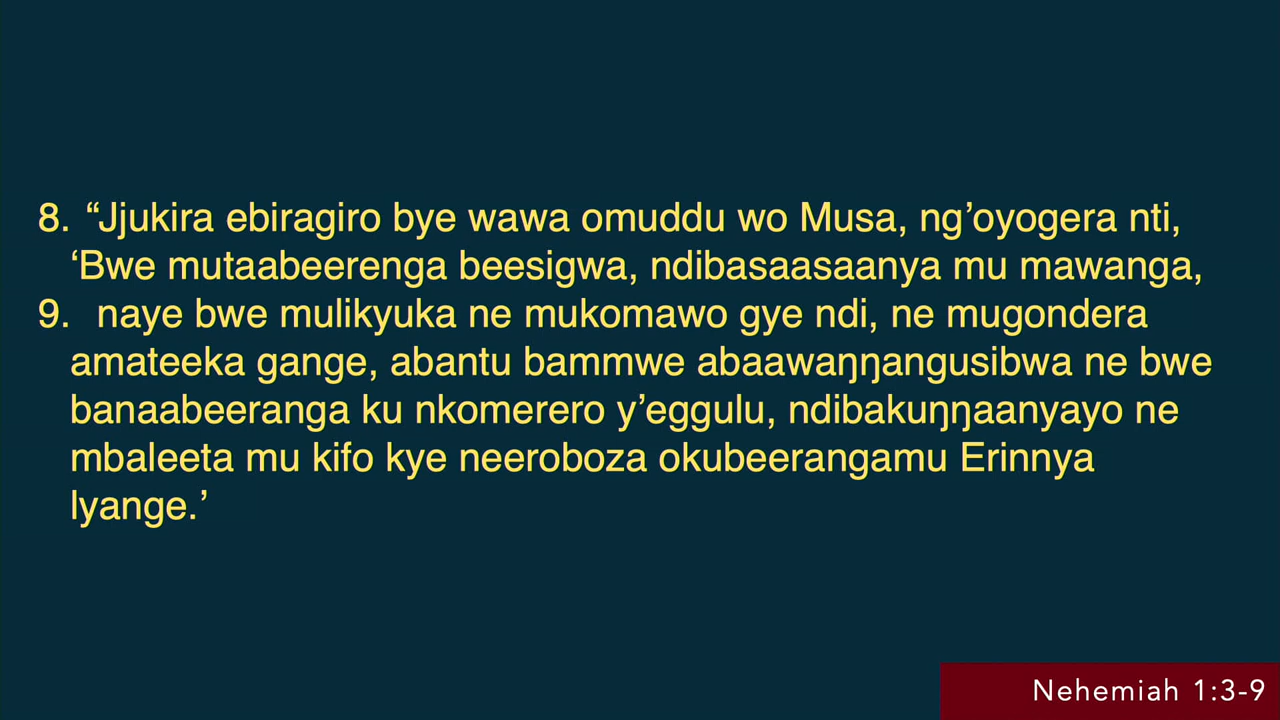 8. “Jjukira ebiragiro bye wawa omuddu wo Musa, ng’oyogera nti,
‘Bwe mutaabeerenga beesigwa, ndibasaasaanya mu mawanga,
9. naye bwe mulikyuka ne mukomawo gye ndi, ne mugondera
amateeka gange, abantu bammwe abaawaŋŋangusibwa ne bwe
banaabeeranga ku nkomerero y’eggulu, ndibakuŋŋaanyayo ne
mbaleeta mu kifo kye neeroboza okubeerangamu Erinnya
lyange.’
Nehemiah 1:3-9